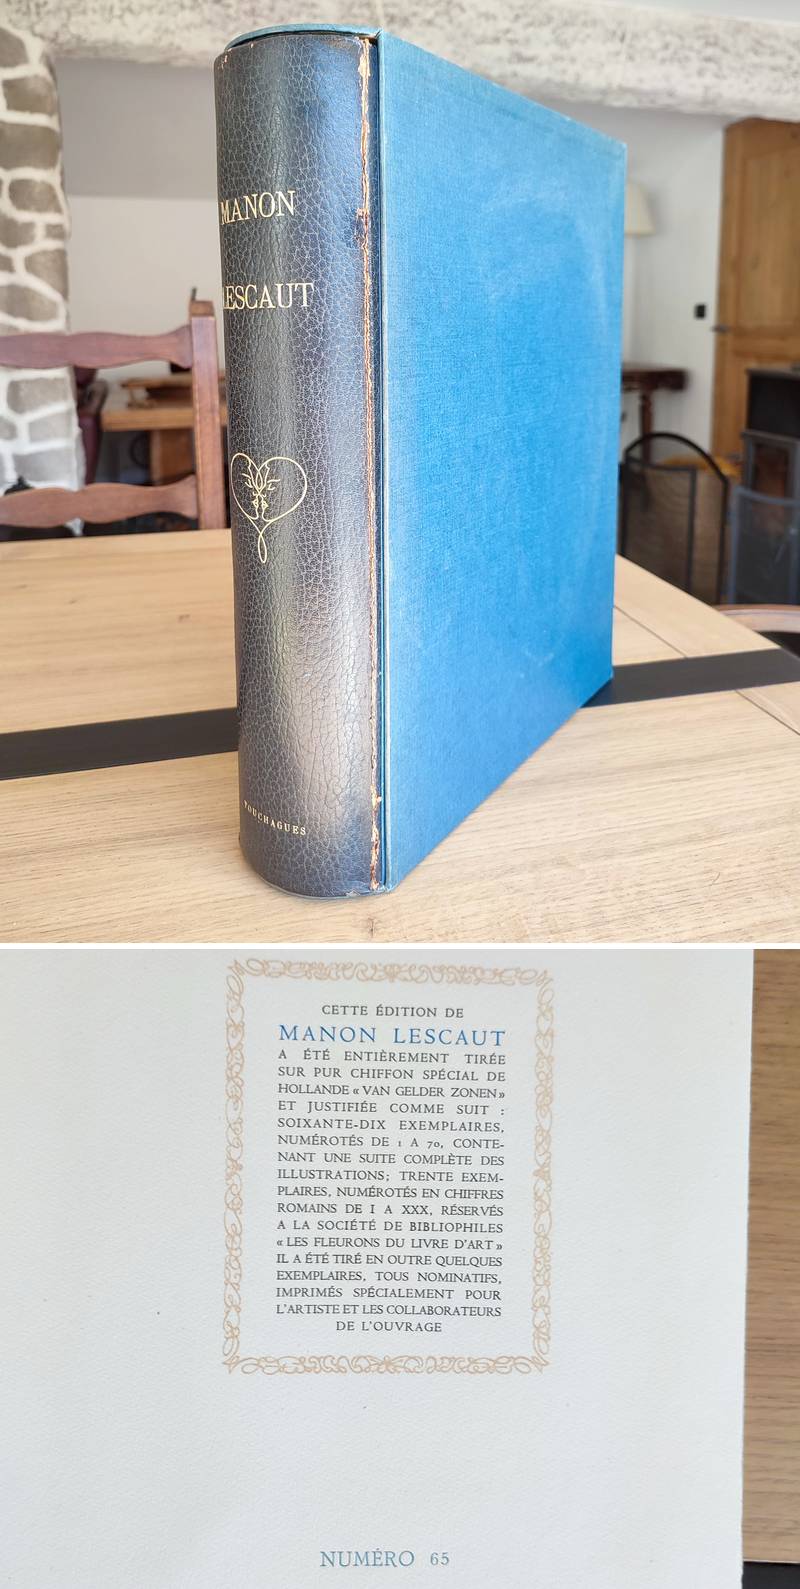 MANON
LESCAUT
TOUCHAGUES
CETTE ÉDITION DE
MANON LESCAUT
A ÉTÉ ENTIÈREMENT TIRÉE
SUR PUR CHIFFON SPÉCIAL DE
HOLLANDE « VAN GELDER ZONEN »
ET JUSTIFIÉE COMME SUIT :
SOIXANTE-DIX EXEMPLAIRES,
NUMÉROTÉS DE 1 A 70, CONTE-
NANT UNE SUITE COMPLÈTE DES
ILLUSTRATIONS; TRENTE EXEM-
PLAIRES, NUMÉROTÉS EN CHIFFRES
ROMAINS DE I A XXX, RÉSERVÉS
A LA SOCIÉTÉ DE BIBLIOPHILES
« LES FLEURONS DU LIVRE D'ART »
IL A ÉTÉ TIRÉ EN OUTRE QUELQUES
EXEMPLAIRES, TOUS NOMINATIFS,
IMPRIMÉS SPÉCIALEMENT POUR
L'ARTISTE ET LES COLLABORATEURS
DE L'OUVRAGE
NUMÉRO 65